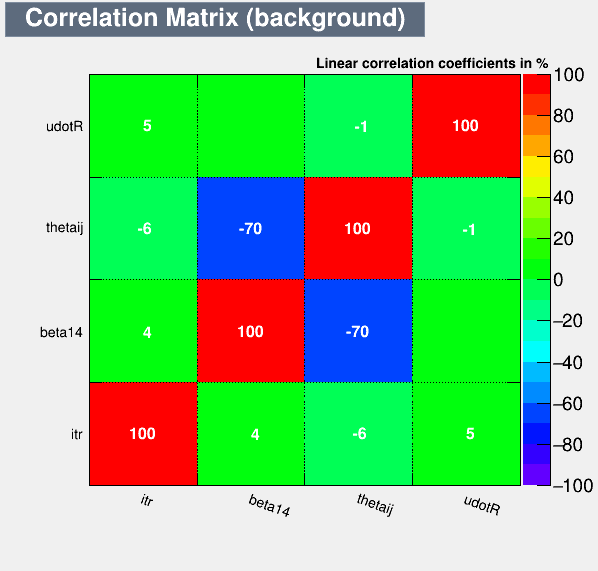 Correlation Matrix (background)
Linear correlation coefficients in %
udotR 5 -1 100
thetaij -6 -70 100 -1
beta14 4 100 -70
itr 100 4 -6 5
itr beta14 thetaij udotR
100
80
60
40
20
0
−20
−40
−60
−80
−100